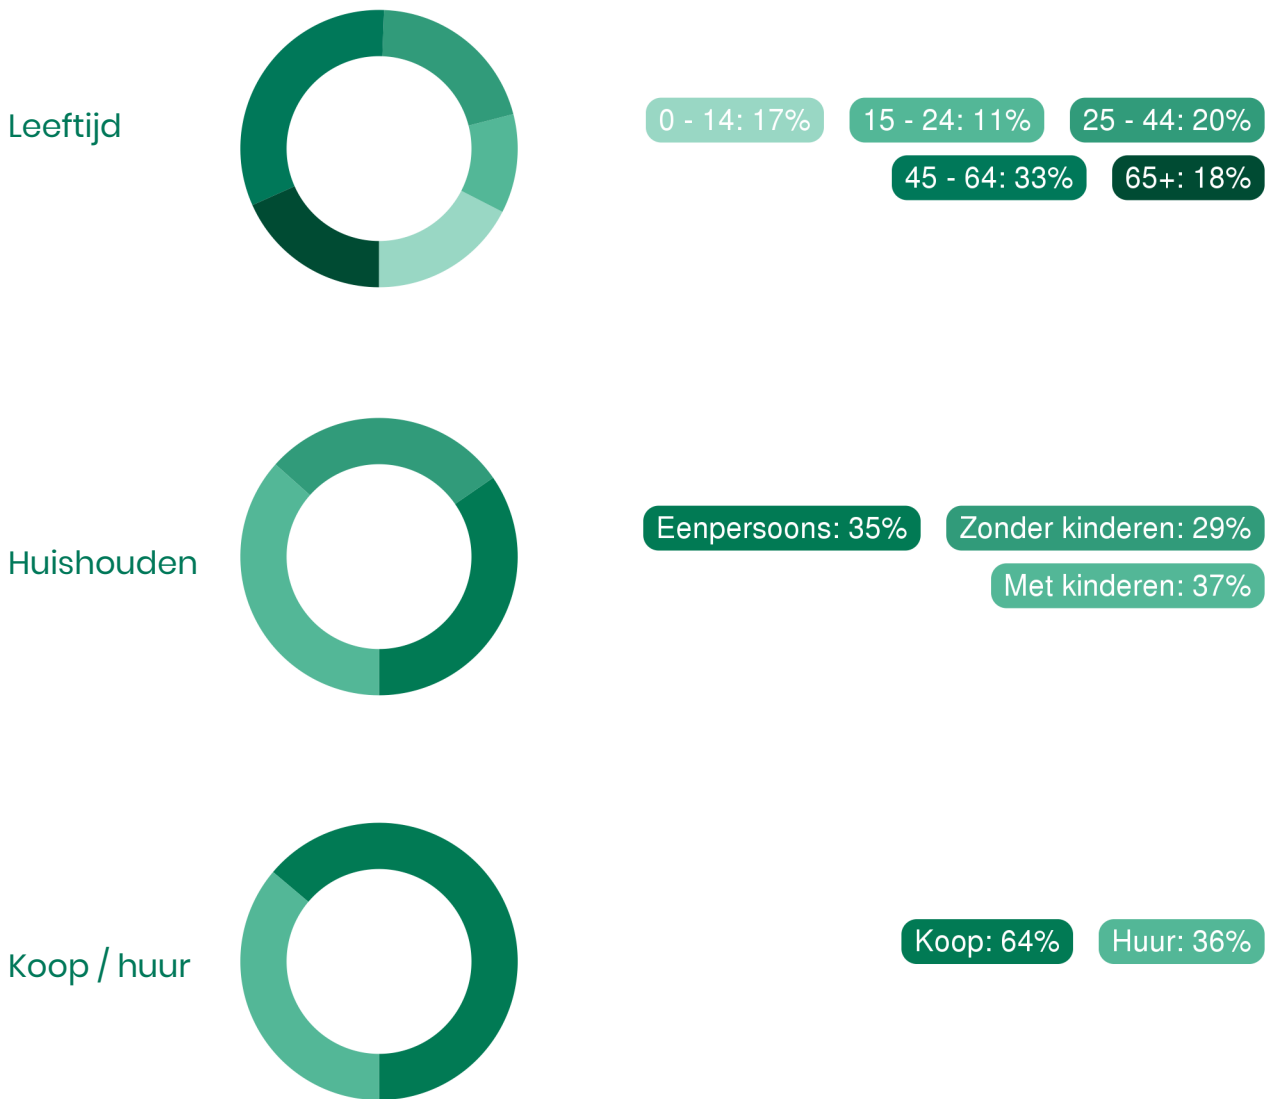 Leeftijd
0 - 14: 17% 15 - 24: 11% 25 - 44: 20%
45 - 64: 33% 65+: 18%
Huishouden
Eenpersoons: 35% Zonder kinderen: 29%
Met kinderen: 37%
Koop / huur
Koop: 64% Huur: 36%